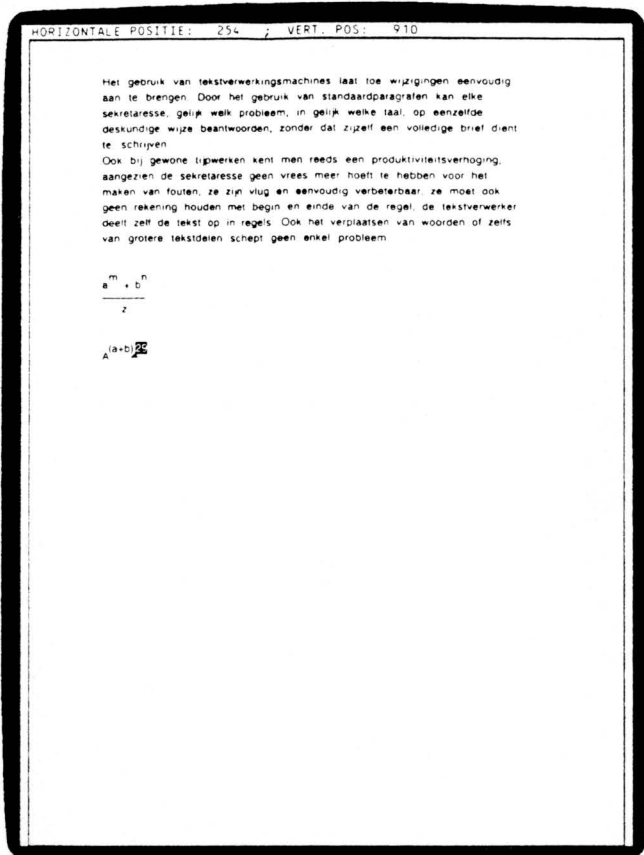 HORIZONTALE POSITIE: 254 ; VERT. POS: 910
Het gebruik van tekstverwerkingsmachines laat toe wijzigingen eenvoudig
aan te brengen. Door het gebruik van standaardparagrafen kan elke
sekretaresse, gelijk welk probleem, in gelijk welke taal, op eenzelfde
deskundige wijze beantwoorden, zonder dat zijzelf een volledige brief dient
te schrijven
Ook bij gewone tijpwerken kent men reeds een produktiviteitsverhoging,
aangezien de sekretaresse geen vrees meer hoeft te hebben voor het
maken van fouten, ze zijn vlug en eenvoudig verbeterbaar, ze moet ook
geen rekening houden met begin en einde van de regel, de tekstverwerker
deelt zelf de tekst op in regels. Ook het verplaatsen van woorden of zelfs
van grotere tekstdelen schept geen enkel probleem
a^m + b^n
z
A^(a+b)